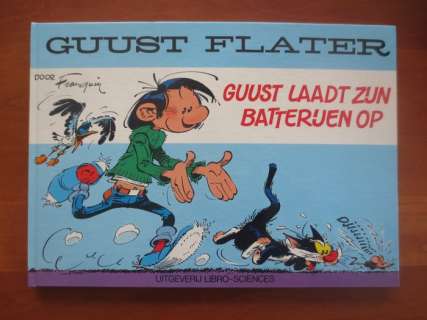 GUUST FLATER
DOOR
Franquin
GUUST LAADT ZIJN
BATTERIJEN OP
UITGEVERIJ LIBRO-SCIENCES